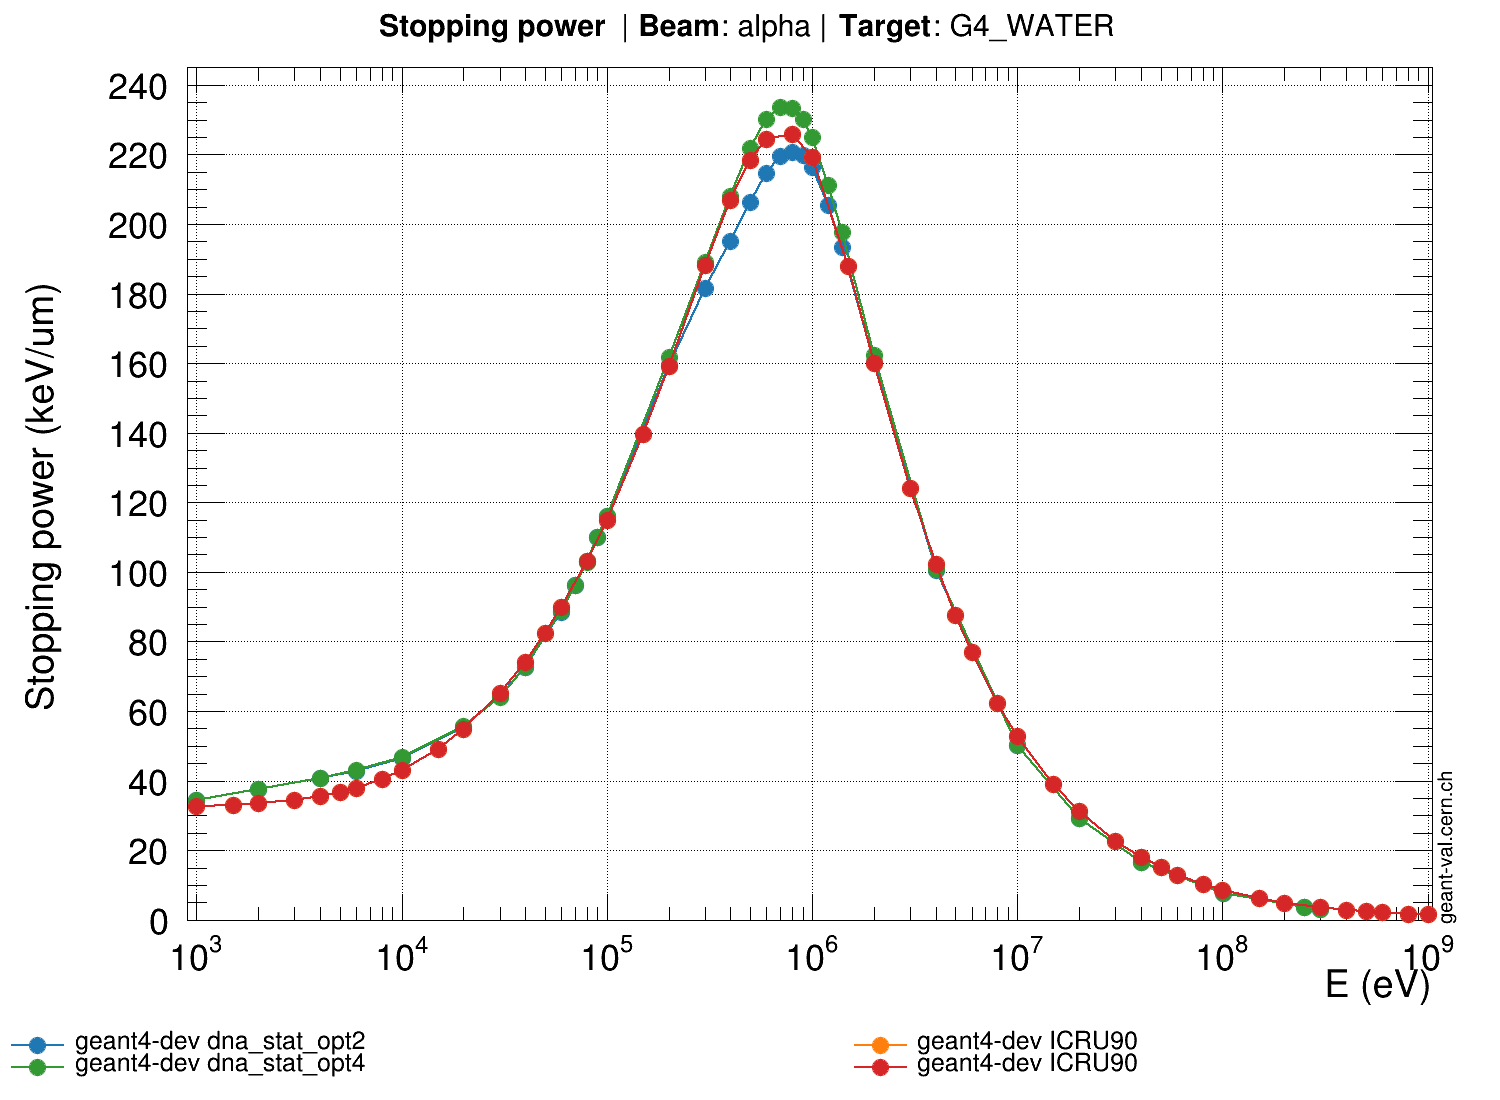 Stopping power | Beam: alpha | Target: G4_WATER
240
220
200
180
160
140
120
100
80
60
40
20
0
Stopping power (keV/um)
10³ 10⁴ 10⁵ 10⁶ 10⁷ 10⁸ 10⁹
E (eV)
geant-val.cern.ch
geant4-dev dna_stat_opt2
geant4-dev ICRU90
geant4-dev dna_stat_opt4
geant4-dev ICRU90